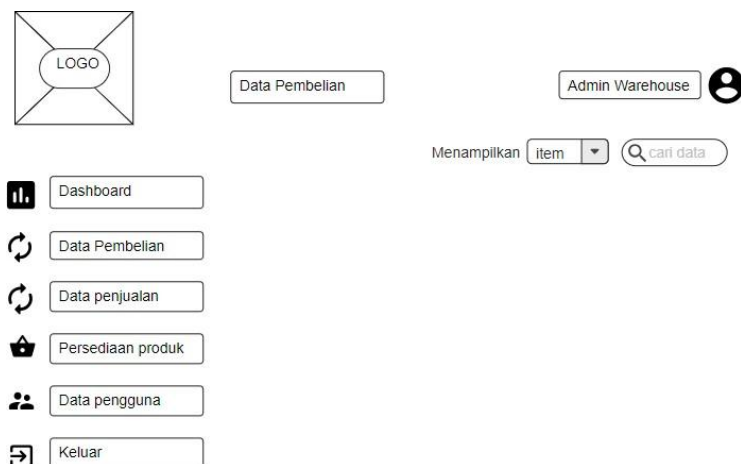 LOGO
Data Pembelian
Admin Warehouse
Menampilkan item cari data
Dashboard
Data Pembelian
Data penjualan
Persediaan produk
Data pengguna
Keluar